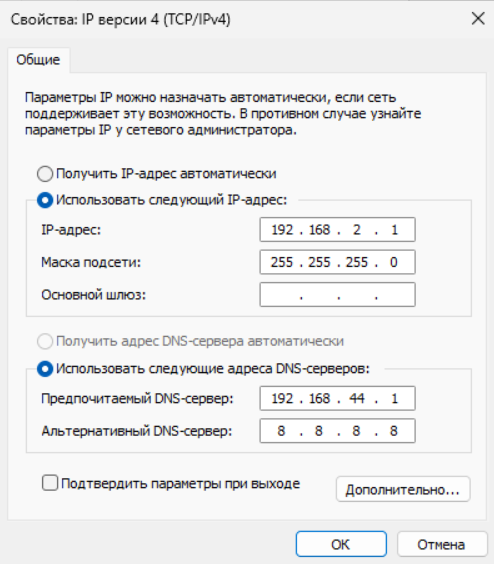 Свойства: IP версии 4 (TCP/IPv4)
Общие
Параметры IP можно назначать автоматически, если сеть
поддерживает эту возможность. В противном случае узнайте
параметры IP у сетевого администратора.
Получить IP-адрес автоматически
Использовать следующий IP-адрес:
IP-адрес: 192 . 168 . 2 . 1
Маска подсети: 255 . 255 . 255 . 0
Основной шлюз: . . .
Получить адрес DNS-сервера автоматически
Использовать следующие адреса DNS-серверов:
Предпочитаемый DNS-сервер: 192 . 168 . 44 . 1
Альтернативный DNS-сервер: 8 . 8 . 8 . 8
Подтвердить параметры при выходе
Дополнительно...
ОК Отмена